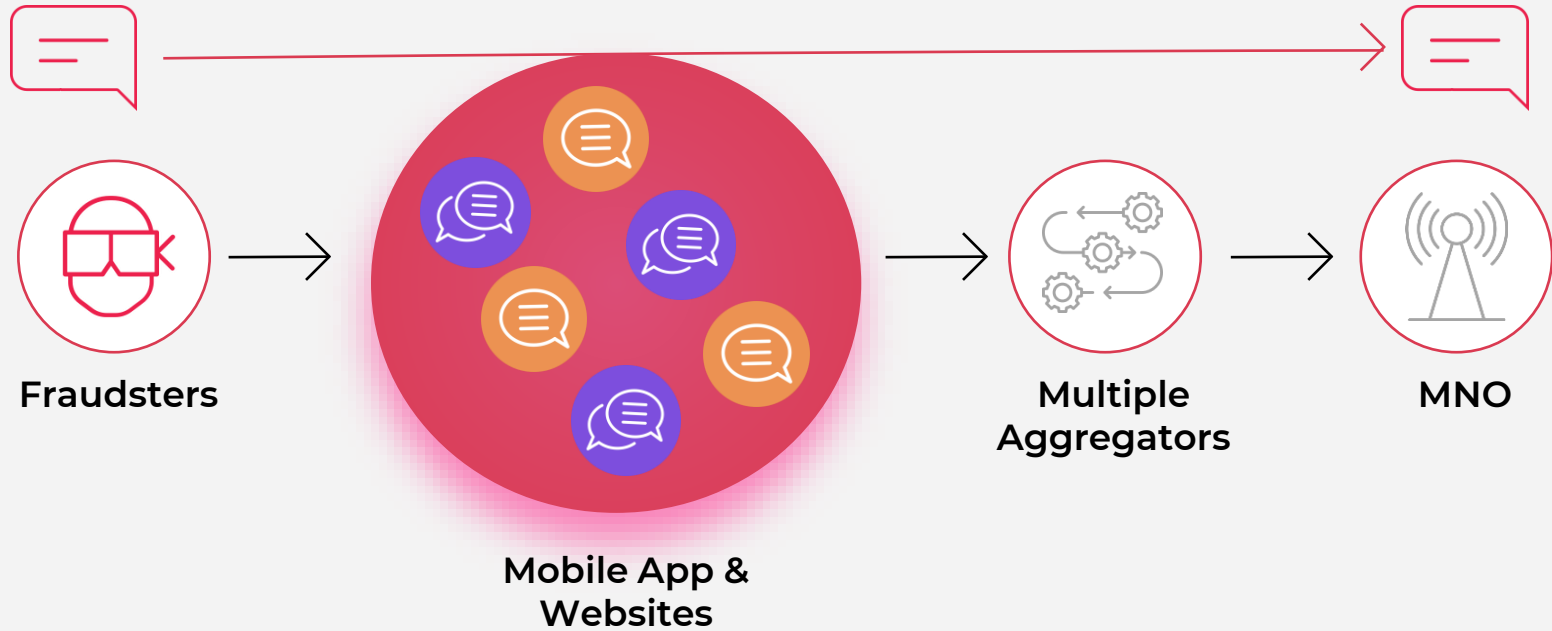 Fraudsters
Mobile App &
Websites
Multiple
Aggregators
MNO